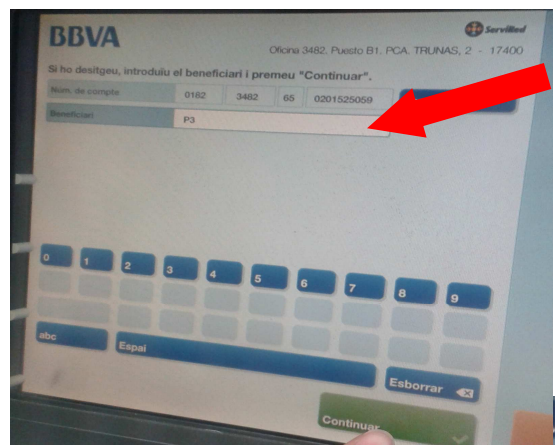 BBVA
ServiRed
Oficina 3482. Puesto B1. PCA. TRUNAS, 2 - 17400
Si ho desitgeu, introduïu el beneficiari i premeu "Continuar".
Núm. de compte 0182 3482 65 0201525059
Beneficiari P3
0 1 2 3 4 5 6 7 8 9
abc Espai Esborrar
Continuar